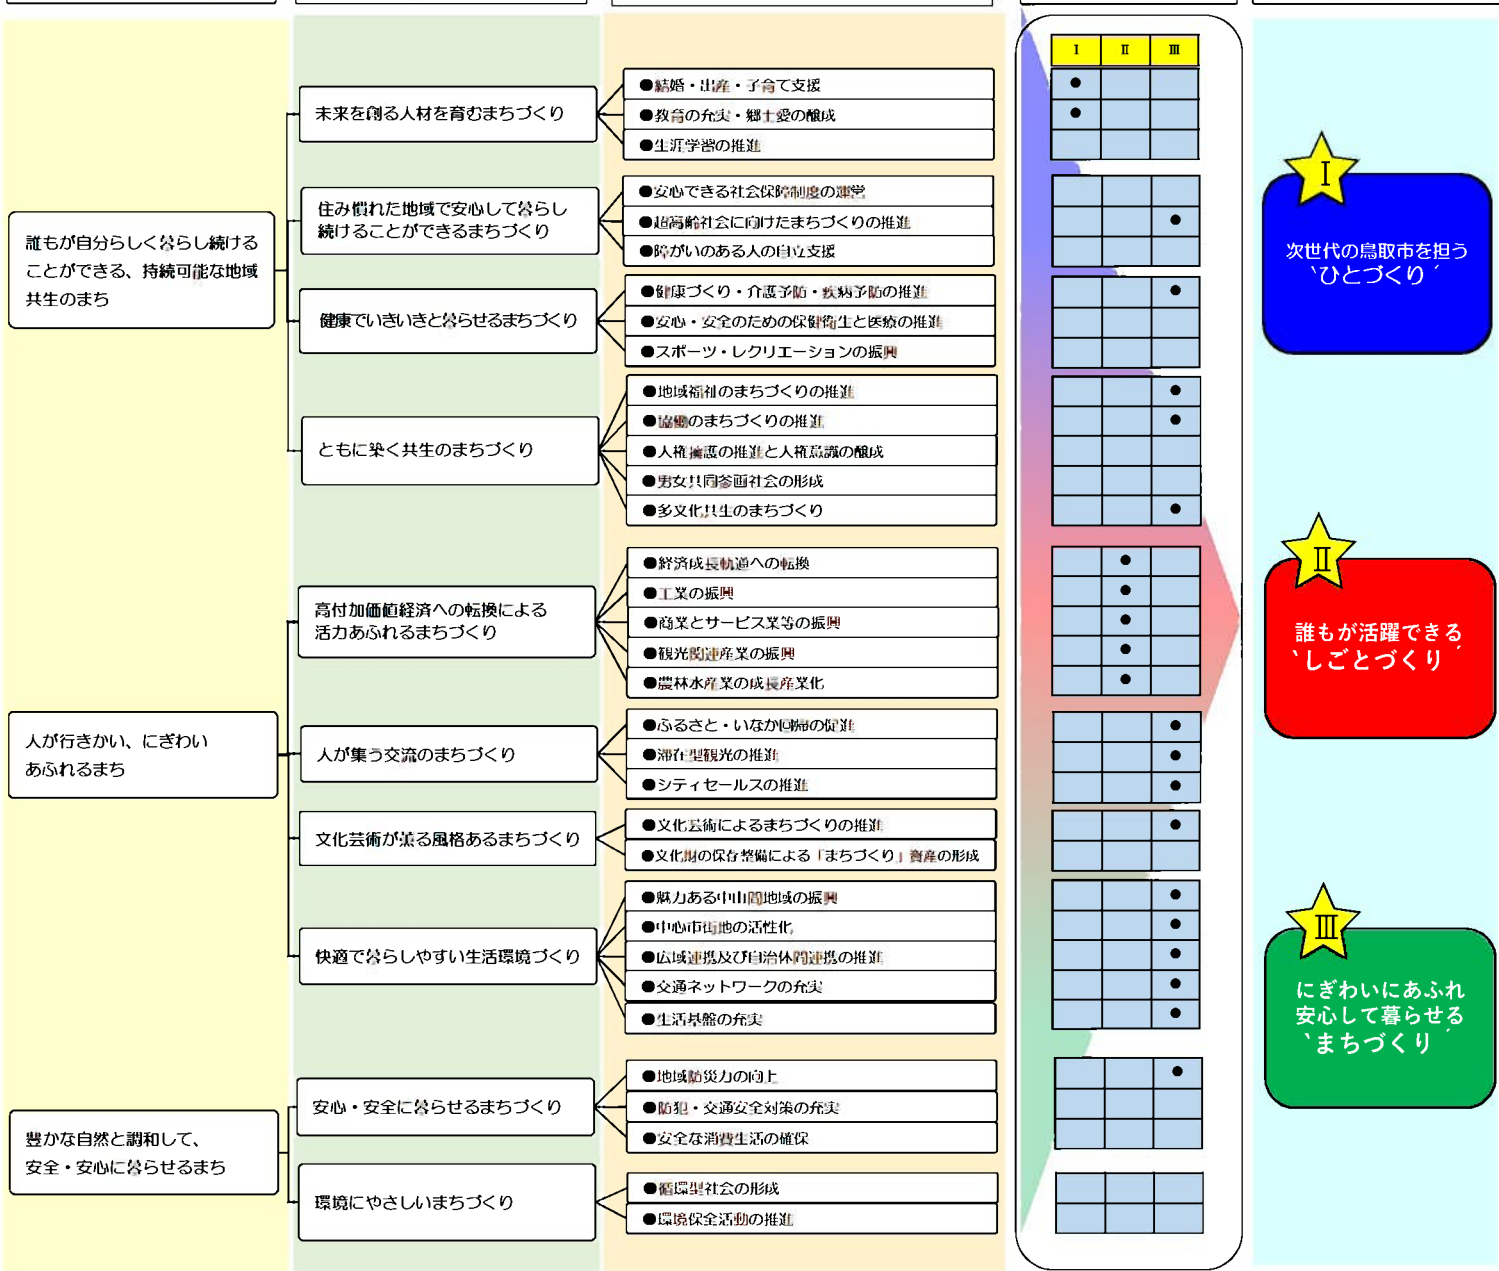 誰もが自分らしく暮らし続ける
ことができる、持続可能な地域
共生のまち
未来を創る人材を育むまちづくり
●結婚・出産・子育て支援
●教育の充実・郷土愛の醸成
●生涯学習の推進
住み慣れた地域で安心して暮らし
続けることができるまちづくり
●安心できる社会保障制度の運営
●超高齢社会に向けたまちづくりの推進
●障がいのある人の自立支援
健康でいきいきと暮らせるまちづくり
●健康づくり・介護予防・疾病予防の推進
●安心・安全のための保健衛生と医療の推進
●スポーツ・レクリエーションの振興
ともに築く共生のまちづくり
●地域福祉のまちづくりの推進
●協働のまちづくりの推進
●人権擁護の推進と人権意識の醸成
●男女共同参画社会の形成
●多文化共生のまちづくり
人が行きかい、にぎわい
あふれるまち
高付加価値経済への転換による
活力あふれるまちづくり
●経済成長軌道への転換
●工業の振興
●商業とサービス業等の振興
●観光関連産業の振興
●農林水産業の成長産業化
人が集う交流のまちづくり
●ふるさと・いなか回帰の促進
●滞在型観光の推進
●シティセールスの推進
文化芸術が薫る風格あるまちづくり
●文化芸術によるまちづくりの推進
●文化財の保存整備による「まちづくり」資産の形成
快適で暮らしやすい生活環境づくり
●魅力ある中山間地域の振興
●中心市街地の活性化
●広域連携及び自治体間連携の推進
●交通ネットワークの充実
●生活基盤の充実
豊かな自然と調和して、
安全・安心に暮らせるまち
安心・安全に暮らせるまちづくり
●地域防災力の向上
●防犯・交通安全対策の充実
●安全な消費生活の確保
環境にやさしいまちづくり
●循環型社会の形成
●環境保全活動の推進
Ⅰ Ⅱ Ⅲ
Ⅰ
次世代の鳥取市を担う
‵ひとづくり′
Ⅱ
誰もが活躍できる
‵しごとづくり′
Ⅲ
にぎわいにあふれ
安心して暮らせる
‵まちづくり′